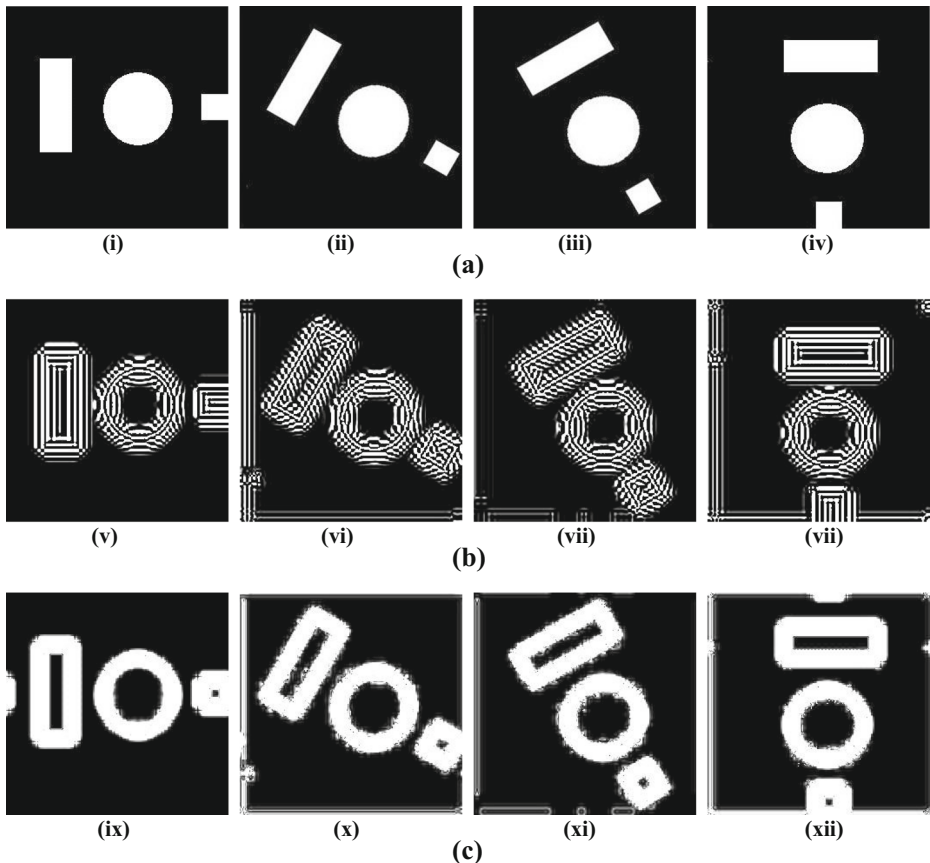 (i) (ii) (iii) (iv)
(a)
(v) (vi) (vii) (vii)
(b)
(ix) (x) (xi) (xii)
(c)